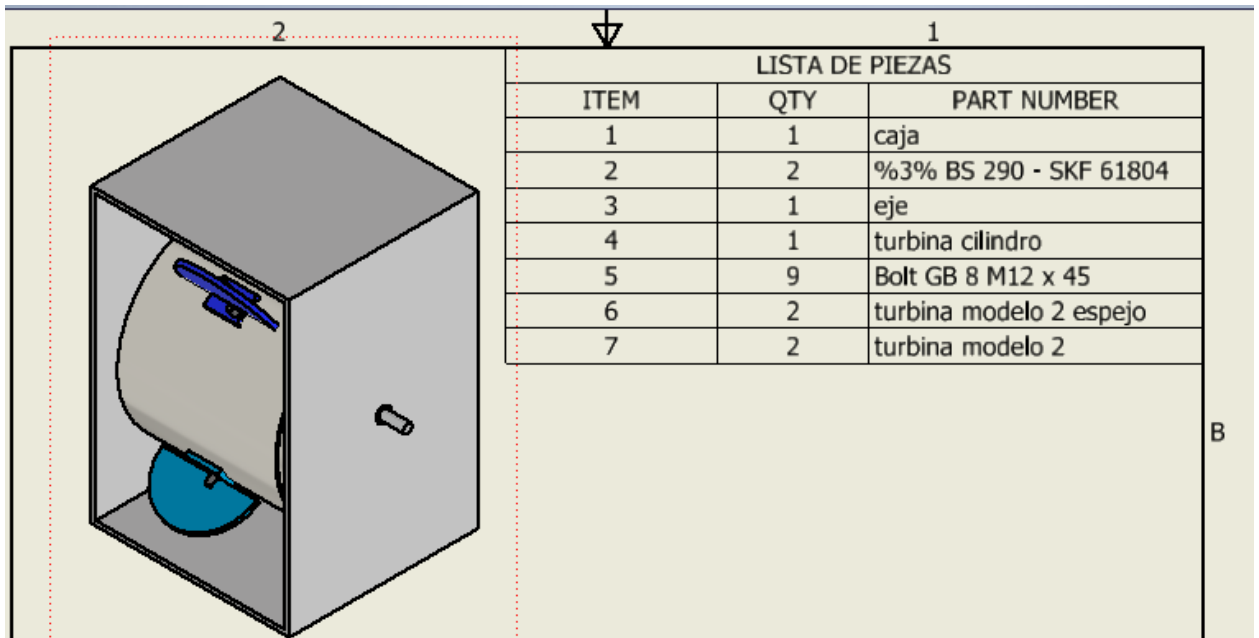 2 1
LISTA DE PIEZAS
ITEM QTY PART NUMBER
1 1 caja
2 2 %3% BS 290 - SKF 61804
3 1 eje
4 1 turbina cilindro
5 9 Bolt GB 8 M12 x 45
6 2 turbina modelo 2 espejo
7 2 turbina modelo 2
B